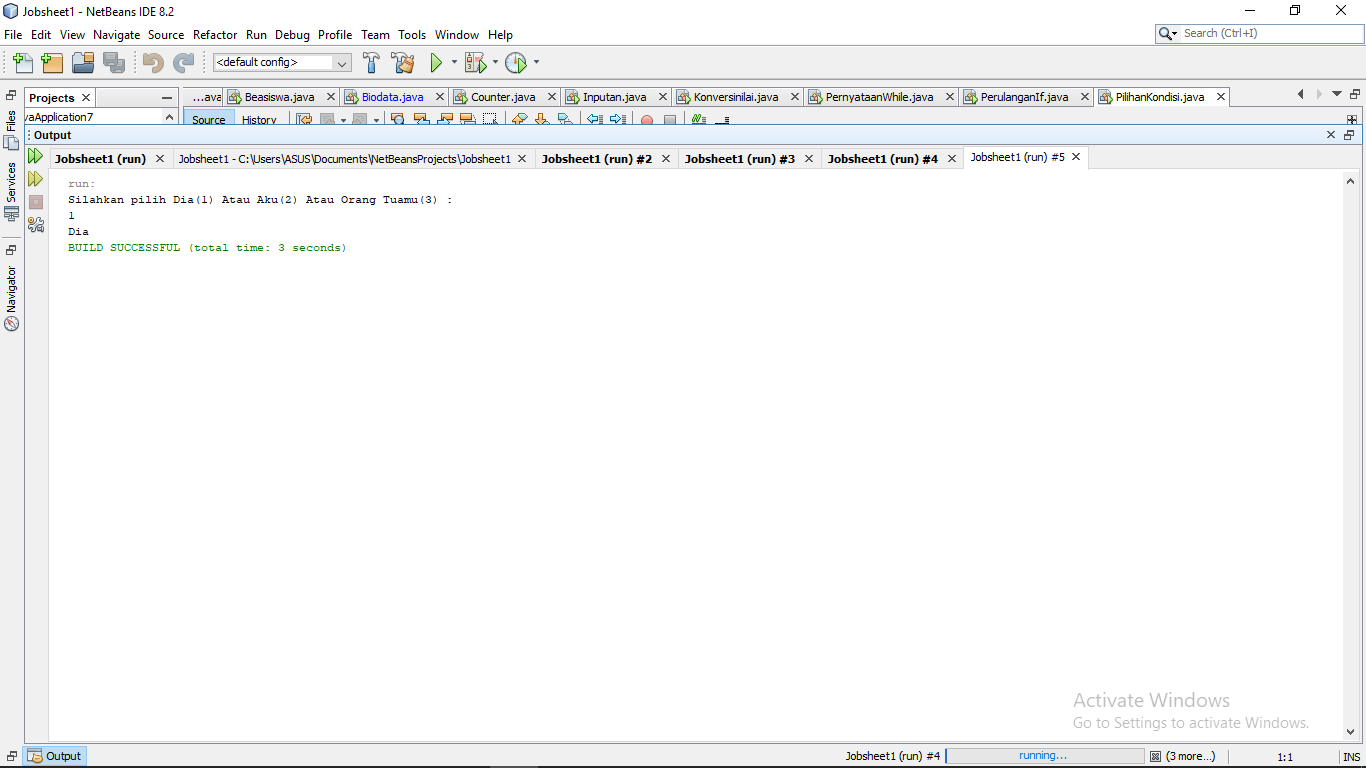 Jobsheet1 - NetBeans IDE 8.2
File Edit View Navigate Source Refactor Run Debug Profile Team Tools Window Help
Search (Ctrl+I)
<default config>
Projects
...ava Beasiswa.java Biodata.java Counter.java Inputan.java Konversinilai.java PernyataanWhile.java PerulanganIf.java PilihanKondisi.java
vaApplication7
Source History
Files
Services
Navigator
Output
Jobsheet1 (run) Jobsheet1 - C:\Users\ASUS\Documents\NetBeansProjects\Jobsheet1 Jobsheet1 (run) #2 Jobsheet1 (run) #3 Jobsheet1 (run) #4 Jobsheet1 (run) #5
run:
Silahkan pilih Dia(1) Atau Aku(2) Atau Orang Tuamu(3) :
1
Dia
BUILD SUCCESSFUL (total time: 3 seconds)
Activate Windows
Go to Settings to activate Windows.
Output
Jobsheet1 (run) #4 running... (3 more...) 1:1 INS